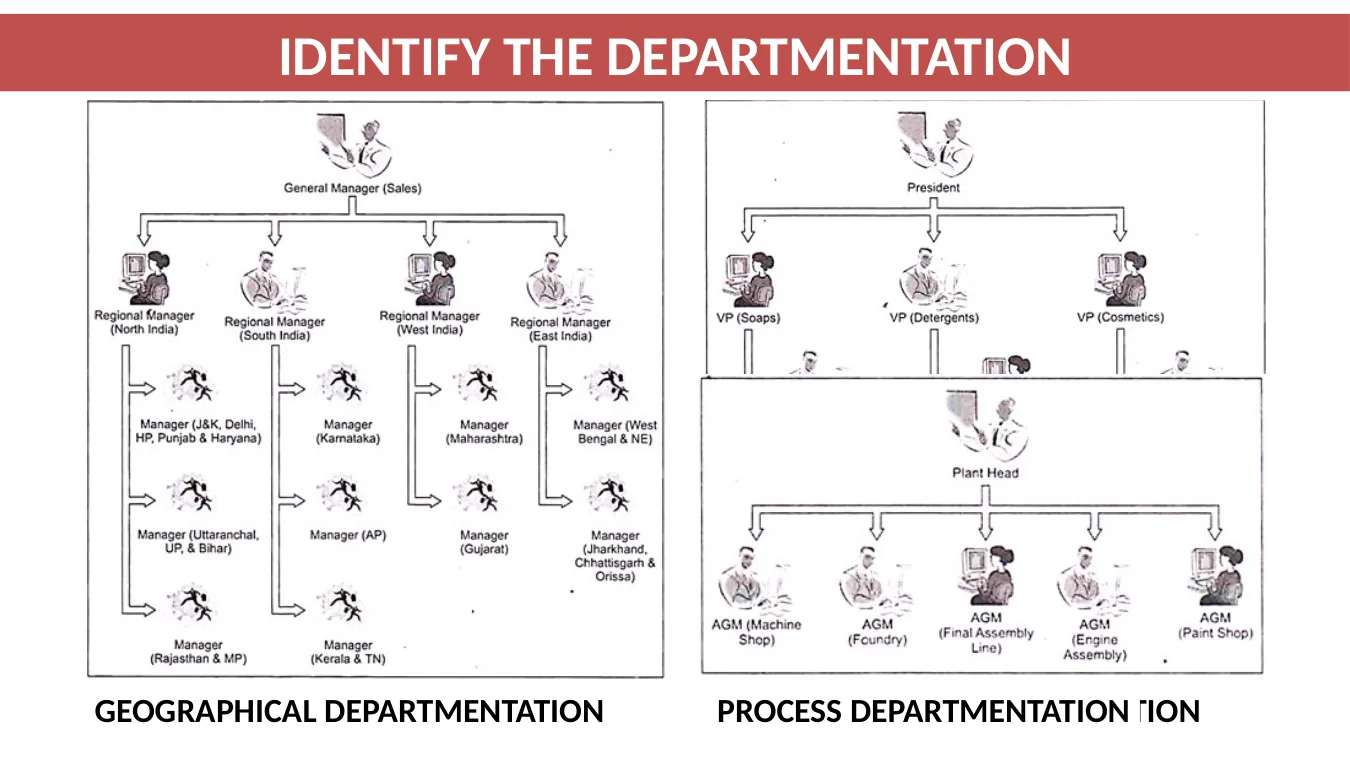 IDENTIFY THE DEPARTMENTATION
General Manager (Sales)
Regional Manager
(North India)
Regional Manager
(South India)
Regional Manager
(West India)
Regional Manager
(East India)
Manager (J&K, Delhi,
HP, Punjab & Haryana)
Manager
(Karnataka)
Manager
(Maharashtra)
Manager (West
Bengal & NE)
Manager (Uttaranchal,
UP, & Bihar)
Manager (AP)
Manager
(Gujarat)
Manager
(Jharkhand,
Chhattisgarh &
Orissa)
Manager
(Rajasthan & MP)
Manager
(Kerala & TN)
GEOGRAPHICAL DEPARTMENTATION
President
VP (Soaps)
VP (Detergents)
VP (Cosmetics)
Plant Head
AGM (Machine
Shop)
AGM
(Foundry)
AGM
(Final Assembly
Line)
AGM
(Engine
Assembly)
AGM
(Paint Shop)
PROCESS DEPARTMENTATION TION